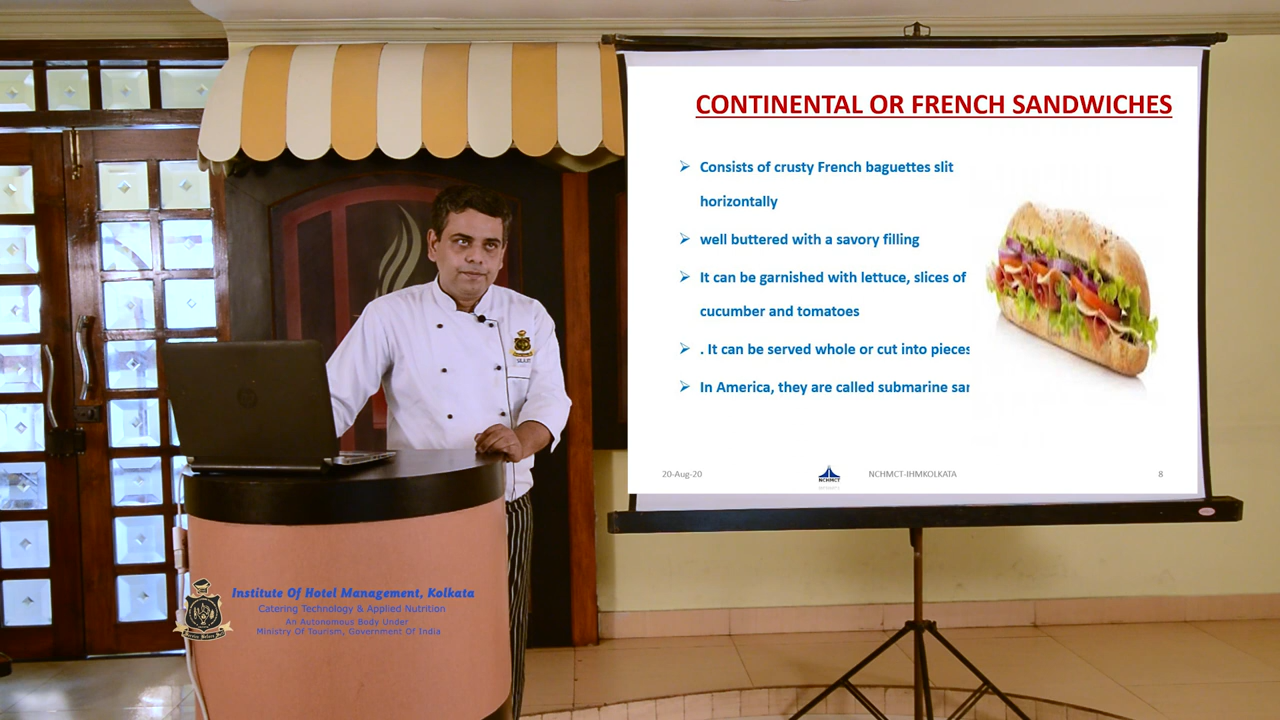 CONTINENTAL OR FRENCH SANDWICHES
Consists of crusty French baguettes slit
horizontally
well buttered with a savory filling
It can be garnished with lettuce, slices of
cucumber and tomatoes
. It can be served whole or cut into pieces
In America, they are called submarine sar
20-Aug-20
NCHMCT
NCHMCT-IHMKOLKATA
8
Institute Of Hotel Management, Kolkata
Catering Technology & Applied Nutrition
An Autonomous Body Under
Ministry Of Tourism, Government Of India